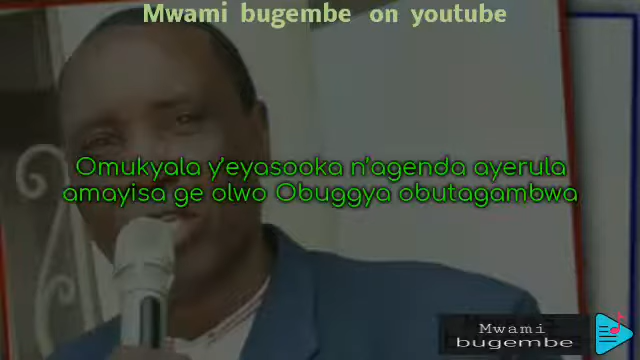 Mwami bugembe on youtube
Omukyala y'eyasooka n'agenda ayerula
amayisa ge olwo Obuggya obutagambwa
Mwami
bugembe